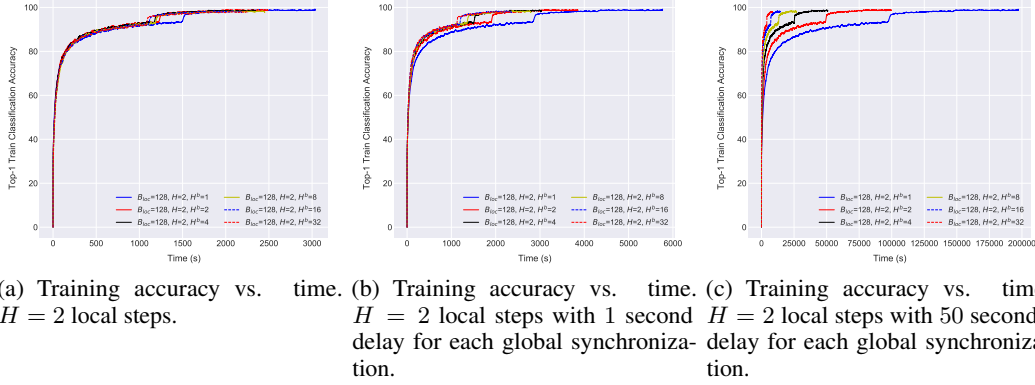 100
80
60
40
20
0
Top-1 Train Classification Accuracy
B_loc=128, H=2, H^b=1
B_loc=128, H=2, H^b=2
B_loc=128, H=2, H^b=4
B_loc=128, H=2, H^b=8
B_loc=128, H=2, H^b=16
B_loc=128, H=2, H^b=32
0 500 1000 1500 2000 2500 3000
Time (s)
100
80
60
40
20
0
Top-1 Train Classification Accuracy
B_loc=128, H=2, H^b=1
B_loc=128, H=2, H^b=2
B_loc=128, H=2, H^b=4
B_loc=128, H=2, H^b=8
B_loc=128, H=2, H^b=16
B_loc=128, H=2, H^b=32
0 1000 2000 3000 4000 5000 6000
Time (s)
100
80
60
40
20
0
Top-1 Train Classification Accuracy
B_loc=128, H=2, H^b=1
B_loc=128, H=2, H^b=2
B_loc=128, H=2, H^b=4
B_loc=128, H=2, H^b=8
B_loc=128, H=2, H^b=16
B_loc=128, H=2, H^b=32
0 25000 50000 75000 100000 125000 150000 175000 200000
Time (s)
(a) Training accuracy vs. time.
H = 2 local steps.
(b) Training accuracy vs. time.
H = 2 local steps with 1 second
delay for each global synchroniza-
tion.
(c) Training accuracy vs. time
H = 2 local steps with 50 second
delay for each global synchroniza
tion.